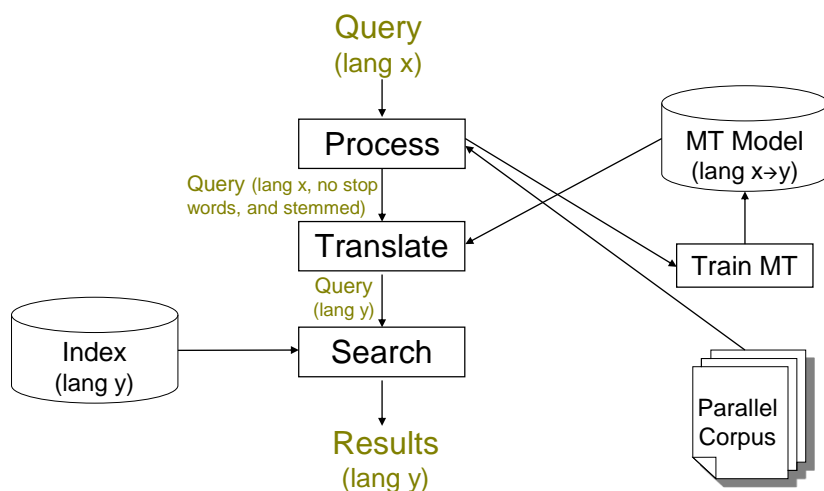 Query
(lang x)
Process
MT Model
(lang x→y)
Query (lang x, no stop
words, and stemmed)
Translate
Train MT
Query
(lang y)
Index
(lang y)
Search
Parallel
Corpus
Results
(lang y)